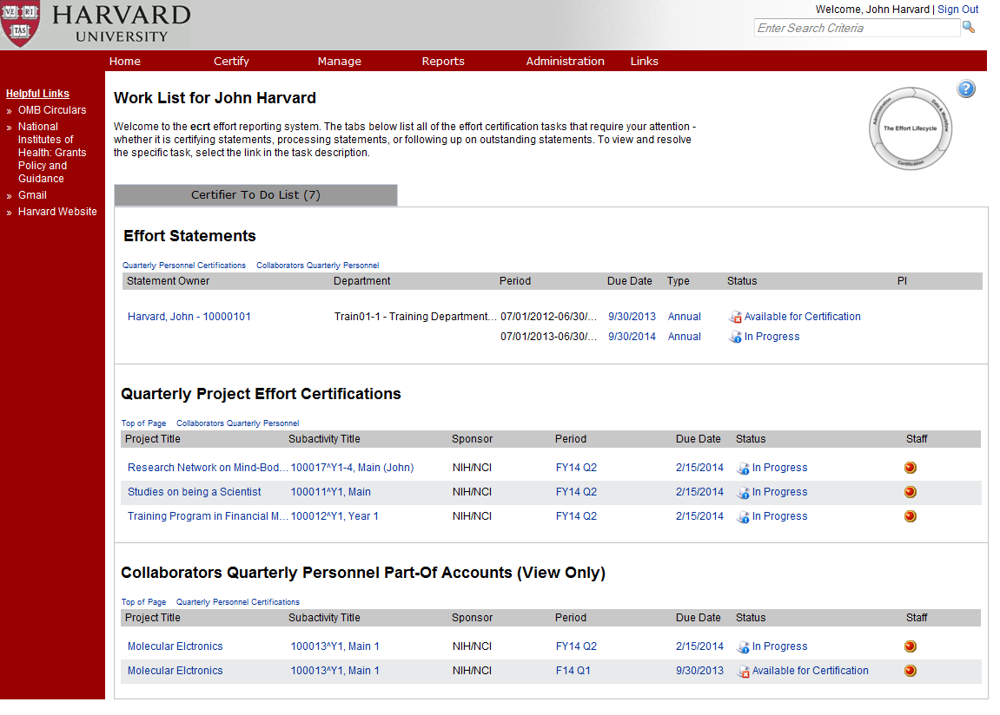 VE RI TAS
HARVARD
UNIVERSITY
Welcome, John Harvard | Sign Out
Enter Search Criteria
Home Certify Manage Reports Administration Links
Helpful Links
» OMB Circulars
» National
Institutes of
Health: Grants
Policy and
Guidance
» Gmail
» Harvard Website
Work List for John Harvard
Welcome to the ecrt effort reporting system. The tabs below list all of the effort certification tasks that require your attention -
whether it is certifying statements, processing statements, or following up on outstanding statements. To view and resolve
the specific task, select the link in the task description.
?
Administration
Data & Workflow
The Effort Lifecycle
Certification
Certifier To Do List (7)
Effort Statements
Quarterly Personnel Certifications Collaborators Quarterly Personnel
Statement Owner Department Period Due Date Type Status PI
Harvard, John - 10000101 Train01-1 - Training Department... 07/01/2012-06/30/... 9/30/2013 Annual Available for Certification
07/01/2013-06/30/... 9/30/2014 Annual In Progress
Quarterly Project Effort Certifications
Top of Page Collaborators Quarterly Personnel
Project Title Subactivity Title Sponsor Period Due Date Status Staff
Research Network on Mind-Bod... 100017^Y1-4, Main (John) NIH/NCI FY14 Q2 2/15/2014 In Progress
Studies on being a Scientist 100011^Y1, Main NIH/NCI FY14 Q2 2/15/2014 In Progress
Training Program in Financial M... 100012^Y1, Year 1 NIH/NCI FY14 Q2 2/15/2014 In Progress
Collaborators Quarterly Personnel Part-Of Accounts (View Only)
Top of Page Quarterly Personnel Certifications
Project Title Subactivity Title Sponsor Period Due Date Status Staff
Molecular Elctronics 100013^Y1, Main 1 NIH/NCI FY14 Q2 2/15/2014 In Progress
Molecular Elctronics 100013^Y1, Main 1 NIH/NCI F14 Q1 9/30/2013 Available for Certification